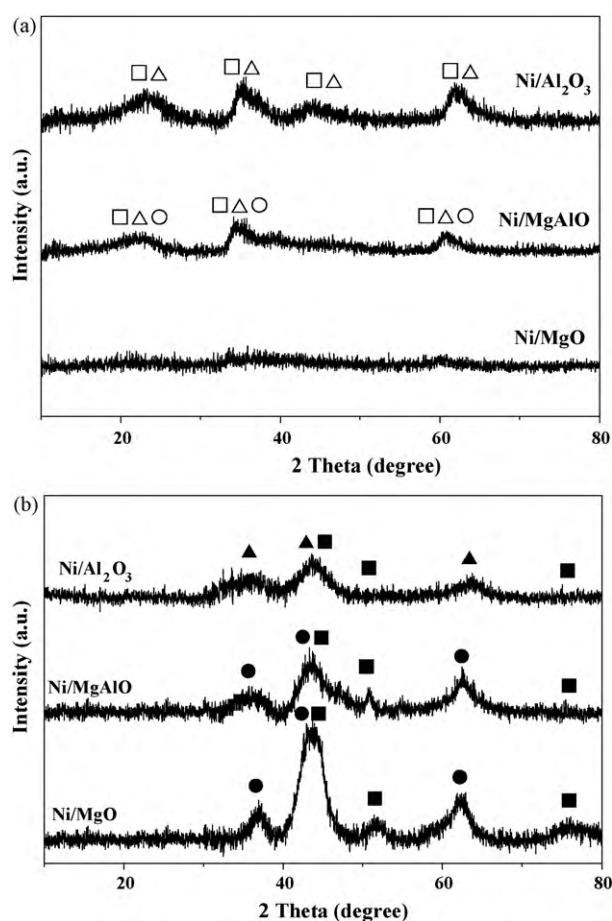 (a)
□ △
□ △
□ △
□ △
Ni/Al₂O₃
□ △ ○
□ △ ○
□ △ ○
Ni/MgAlO
Ni/MgO
Intensity (a.u.)
20
40
60
80
2 Theta (degree)
(b)
▲
▲ ■
■
▲
■
Ni/Al₂O₃
●
● ■
■
●
■
Ni/MgAlO
●
● ■
■
●
■
Ni/MgO
Intensity (a.u.)
20
40
60
80
2 Theta (degree)